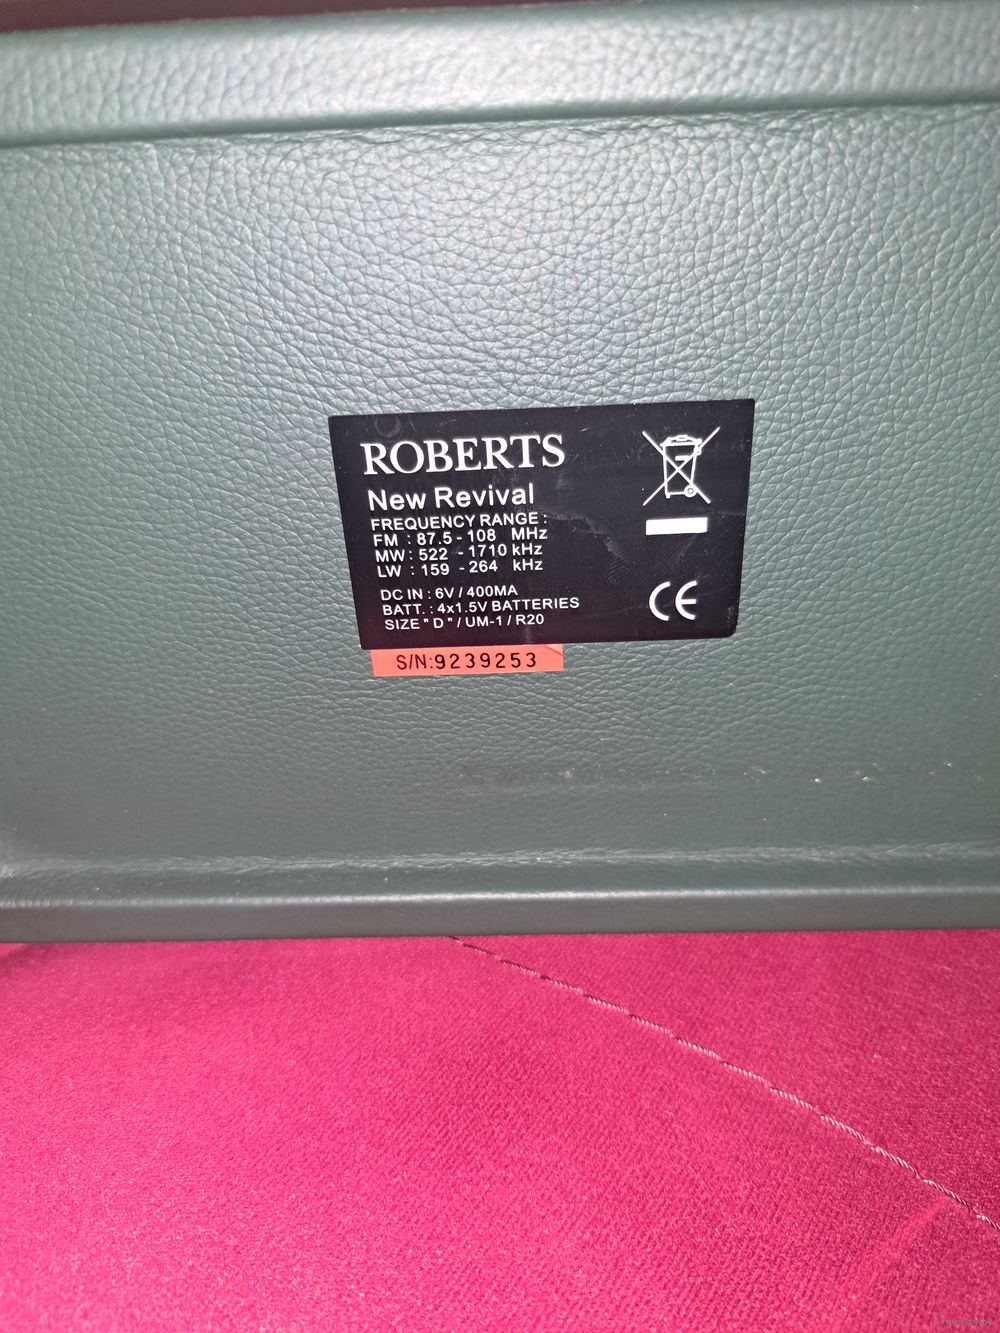 ROBERTS
New Revival
FREQUENCY RANGE :
FM : 87.5 - 108 MHz
MW : 522 - 1710 kHz
LW : 159 - 264 kHz
DC IN : 6V / 400MA
BATT. : 4x1.5V BATTERIES
SIZE " D " / UM-1 / R20
CE
S/N:9239253